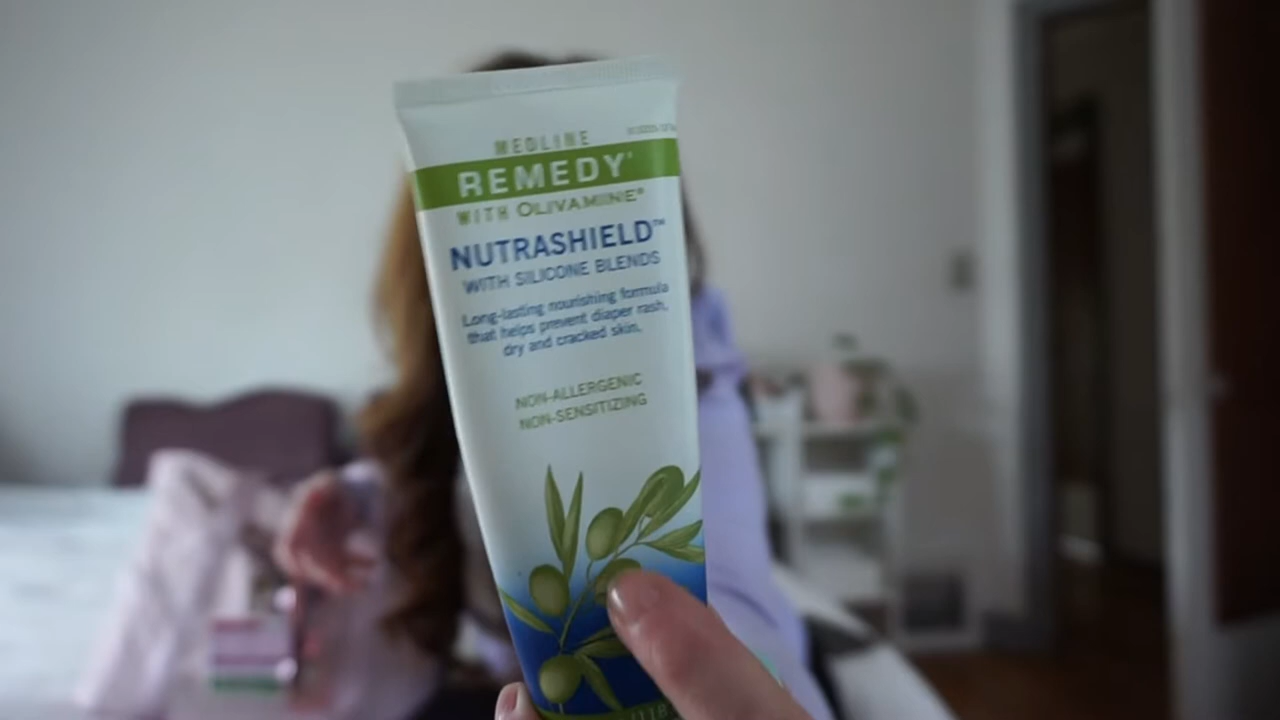 MEDLINE
REMEDY®
WITH OLIVAMINE®
NUTRASHIELD™
WITH SILICONE BLENDS
Long-lasting nourishing formula
that helps prevent diaper rash,
dry and cracked skin.
NON-ALLERGENIC
NON-SENSITIZING